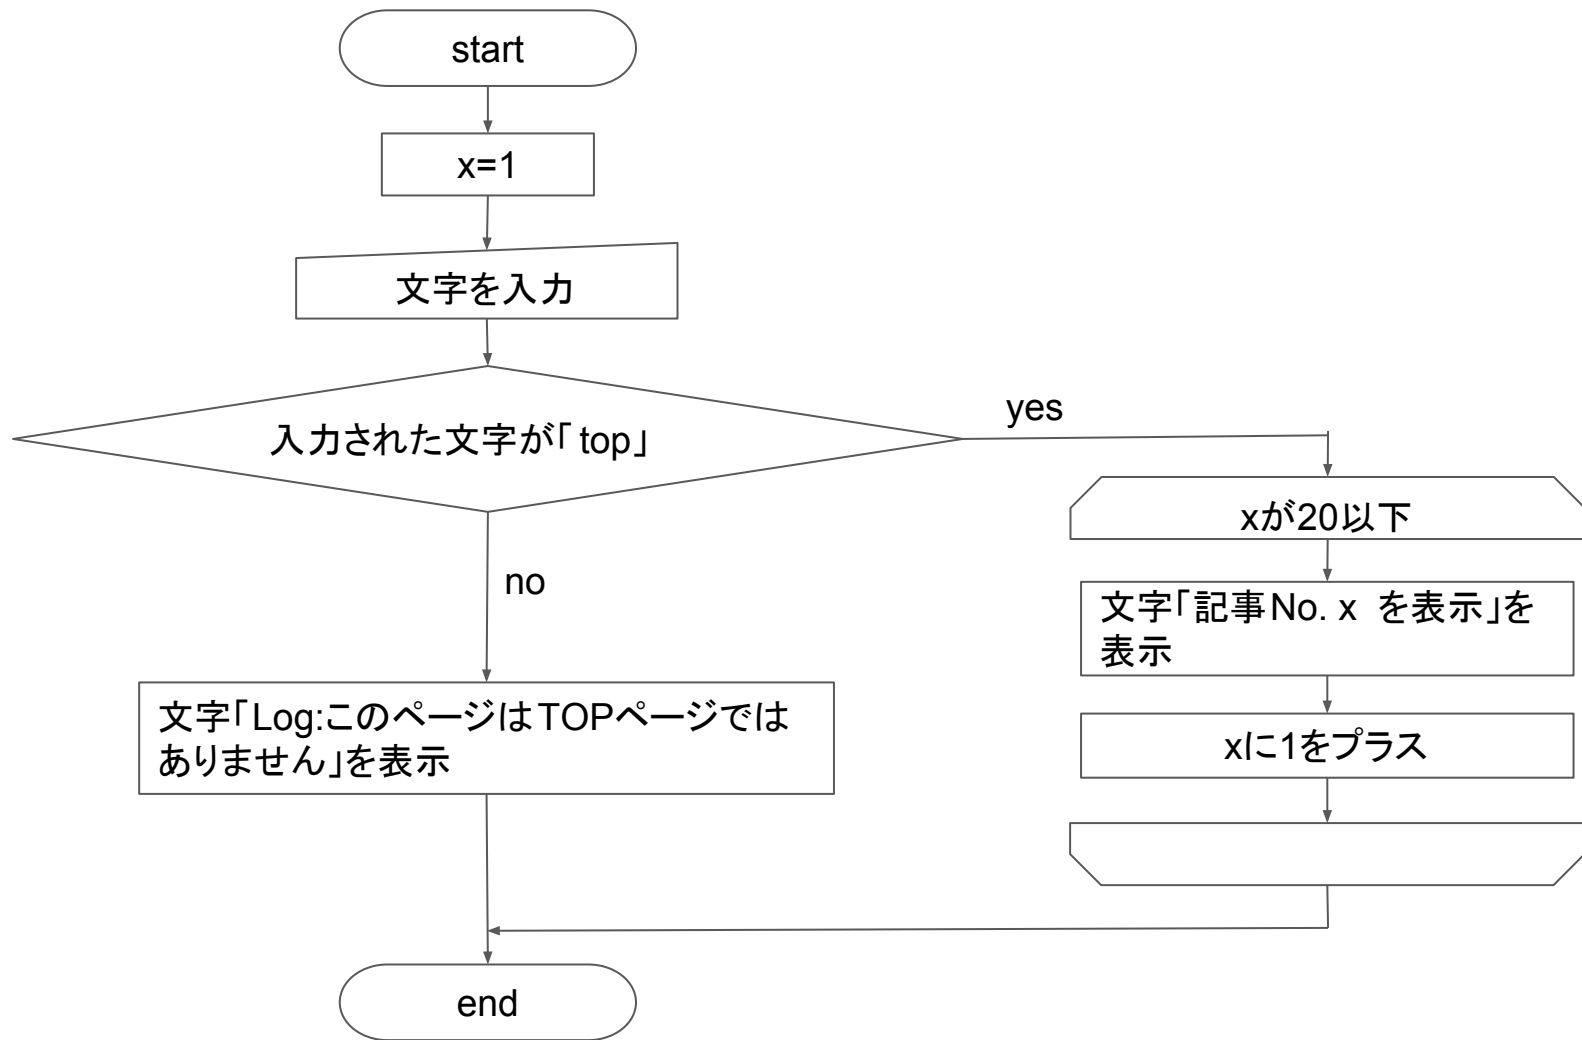 start
x=1
文字を入力
入力された文字が「top」
yes
xが20以下
no
文字「記事No. x を表示」を
表示
文字「Log:このページはTOPページでは
ありません」を表示
xに1をプラス
end